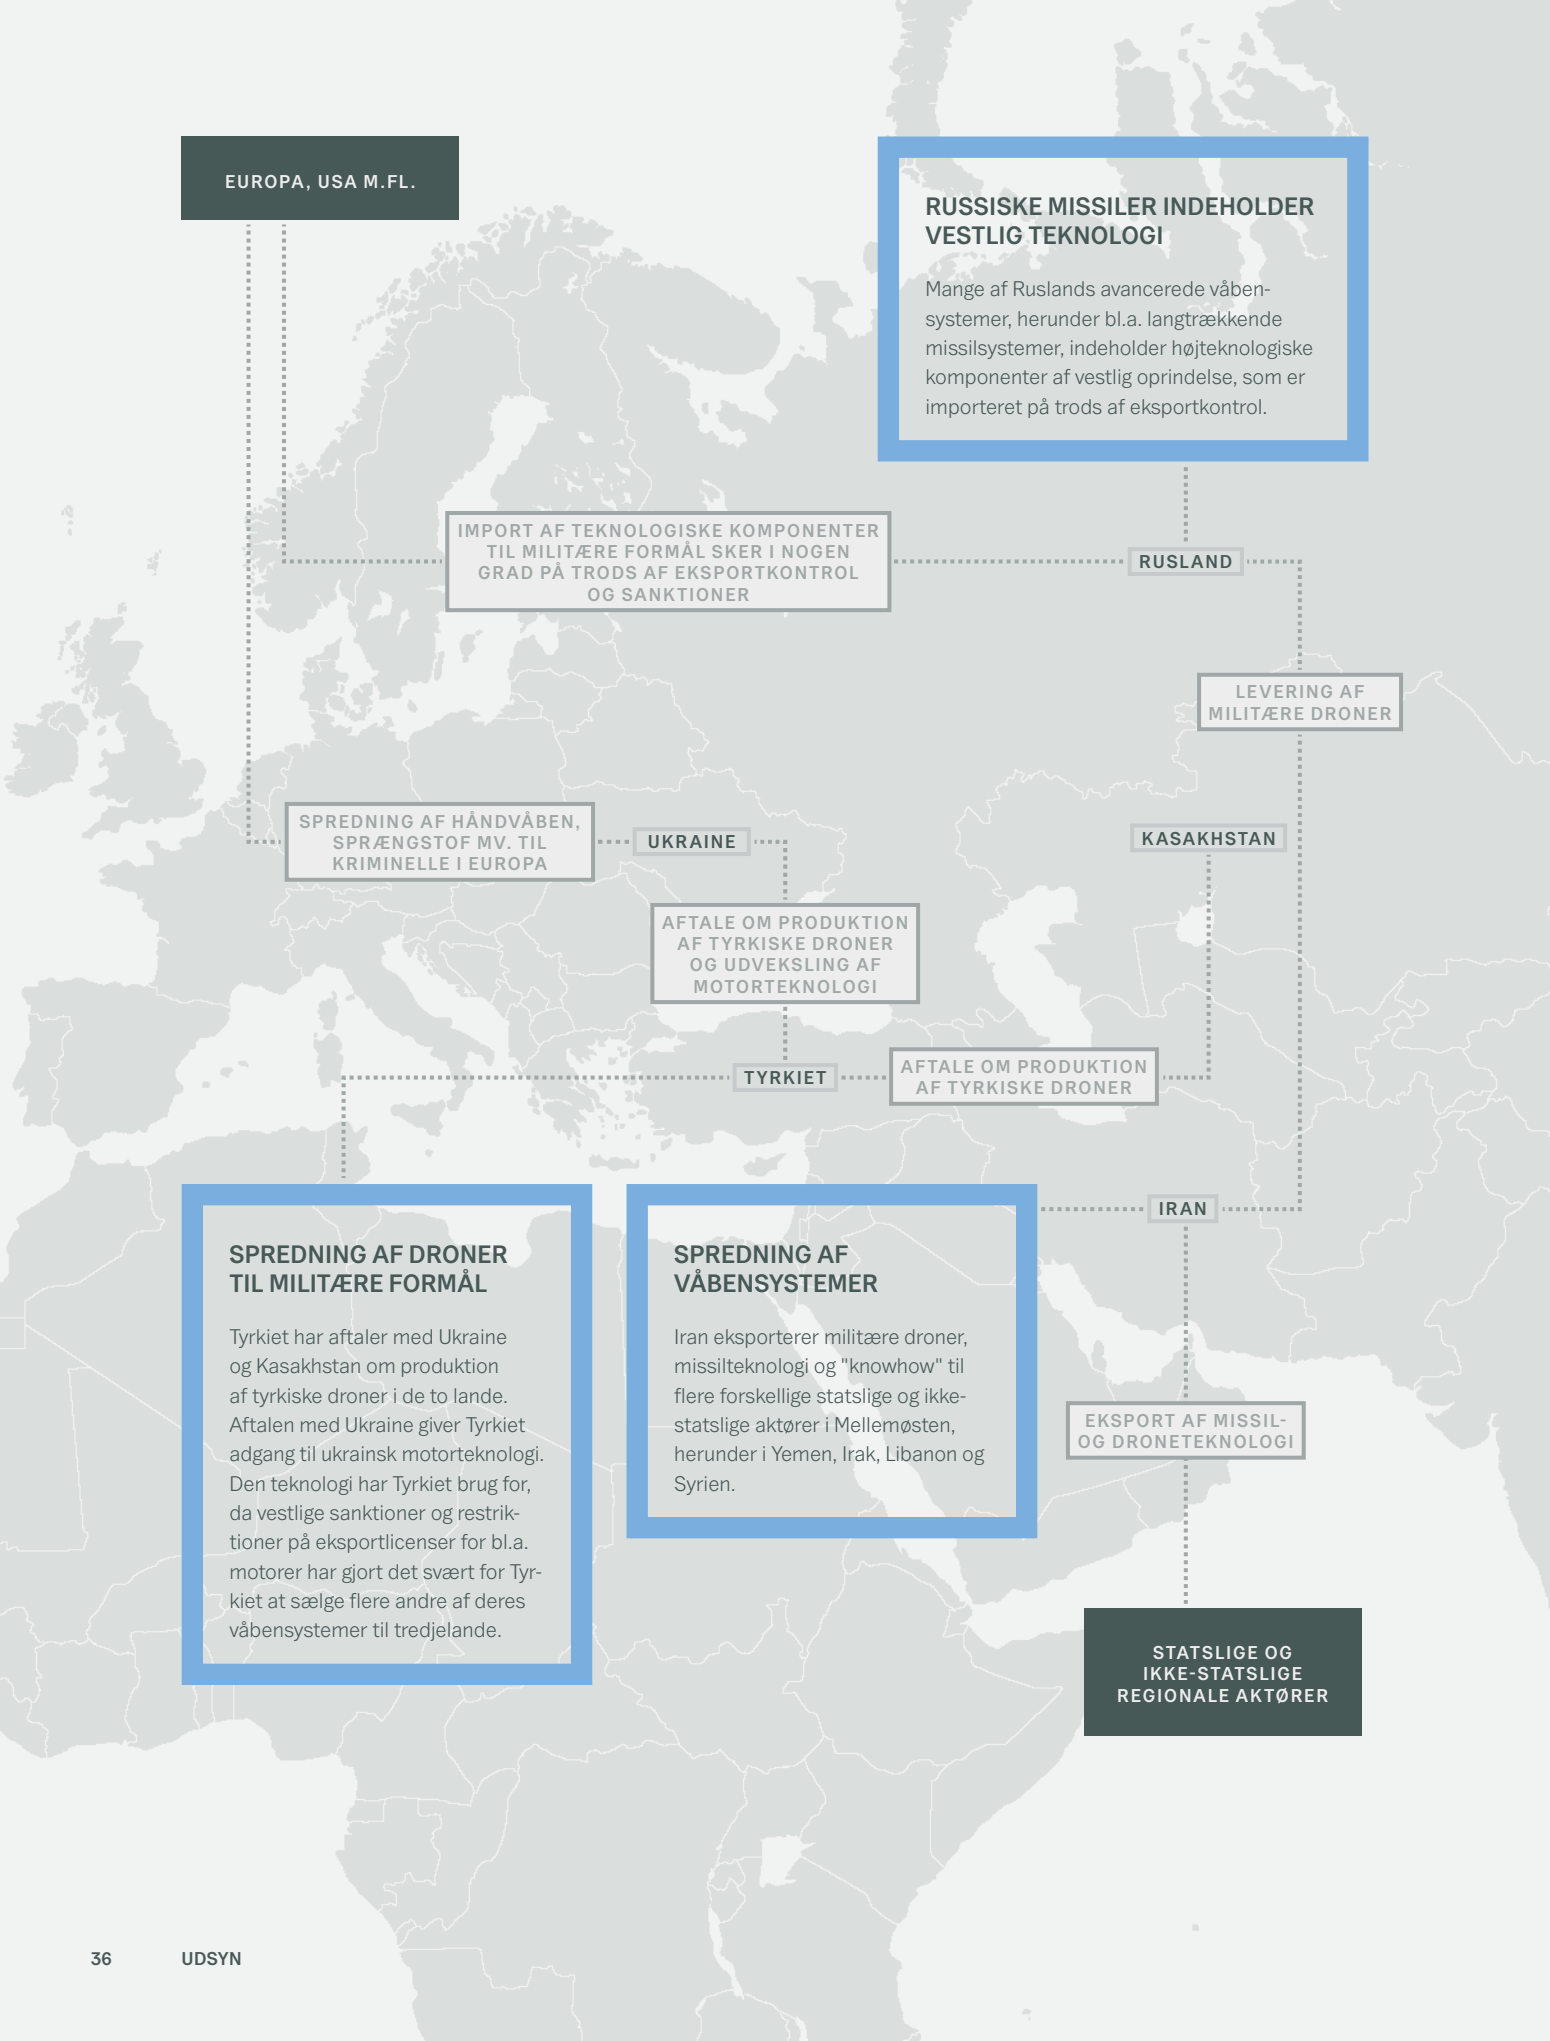 EUROPA, USA M.FL.
RUSSISKE MISSILER INDEHOLDER
VESTLIG TEKNOLOGI
Mange af Ruslands avancerede våben-
systemer, herunder bl.a. langtrækkende
missilsystemer, indeholder højteknologiske
komponenter af vestlig oprindelse, som er
importeret på trods af eksportkontrol.
IMPORT AF TEKNOLOGISKE KOMPONENTER
TIL MILITÆRE FORMÅL SKER I NOGEN
GRAD PÅ TRODS AF EKSPORTKONTROL
OG SANKTIONER
RUSLAND
LEVERING AF
MILITÆRE DRONER
SPREDNING AF HÅNDVÅBEN,
SPRÆNGSTOF MV. TIL
KRIMINELLE I EUROPA
UKRAINE
KASAKHSTAN
AFTALE OM PRODUKTION
AF TYRKISKE DRONER
OG UDVEKSLING AF
MOTORTEKNOLOGI
TYRKIET
AFTALE OM PRODUKTION
AF TYRKISKE DRONER
IRAN
SPREDNING AF DRONER
TIL MILITÆRE FORMÅL
Tyrkiet har aftaler med Ukraine
og Kasakhstan om produktion
af tyrkiske droner i de to lande.
Aftalen med Ukraine giver Tyrkiet
adgang til ukrainsk motorteknologi.
Den teknologi har Tyrkiet brug for,
da vestlige sanktioner og restrik-
tioner på eksportlicenser for bl.a.
motorer har gjort det svært for Tyr-
kiet at sælge flere andre af deres
våbensystemer til tredjelande.
SPREDNING AF
VÅBENSYSTEMER
Iran eksporterer militære droner,
missilteknologi og "knowhow" til
flere forskellige statslige og ikke-
statslige aktører i Mellemøsten,
herunder i Yemen, Irak, Libanon og
Syrien.
EKSPORT AF MISSIL-
OG DRONETEKNOLOGI
STATSLIGE OG
IKKE-STATSLIGE
REGIONALE AKTØRER
36 UDSYN